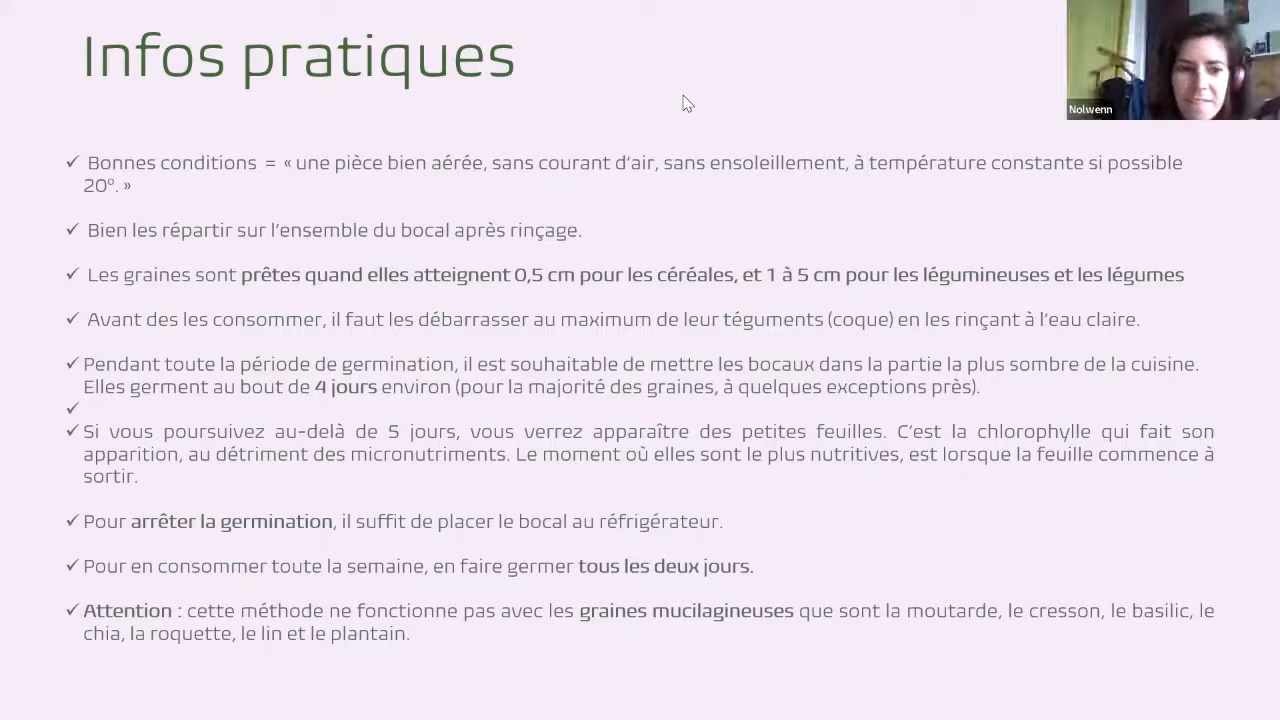 Infos pratiques
Nolwenn
✓ Bonnes conditions = « une pièce bien aérée, sans courant d’air, sans ensoleillement, à température constante si possible
20°. »
✓ Bien les répartir sur l’ensemble du bocal après rinçage.
✓ Les graines sont prêtes quand elles atteignent 0,5 cm pour les céréales, et 1 à 5 cm pour les légumineuses et les légumes
✓ Avant des les consommer, il faut les débarrasser au maximum de leur téguments (coque) en les rinçant à l’eau claire.
✓ Pendant toute la période de germination, il est souhaitable de mettre les bocaux dans la partie la plus sombre de la cuisine.
Elles germent au bout de 4 jours environ (pour la majorité des graines, à quelques exceptions près).
✓
✓ Si vous poursuivez au-delà de 5 jours, vous verrez apparaître des petites feuilles. C’est la chlorophylle qui fait son
apparition, au détriment des micronutriments. Le moment où elles sont le plus nutritives, est lorsque la feuille commence à
sortir.
✓ Pour arrêter la germination, il suffit de placer le bocal au réfrigérateur.
✓ Pour en consommer toute la semaine, en faire germer tous les deux jours.
✓ Attention : cette méthode ne fonctionne pas avec les graines mucilagineuses que sont la moutarde, le cresson, le basilic, le
chia, la roquette, le lin et le plantain.